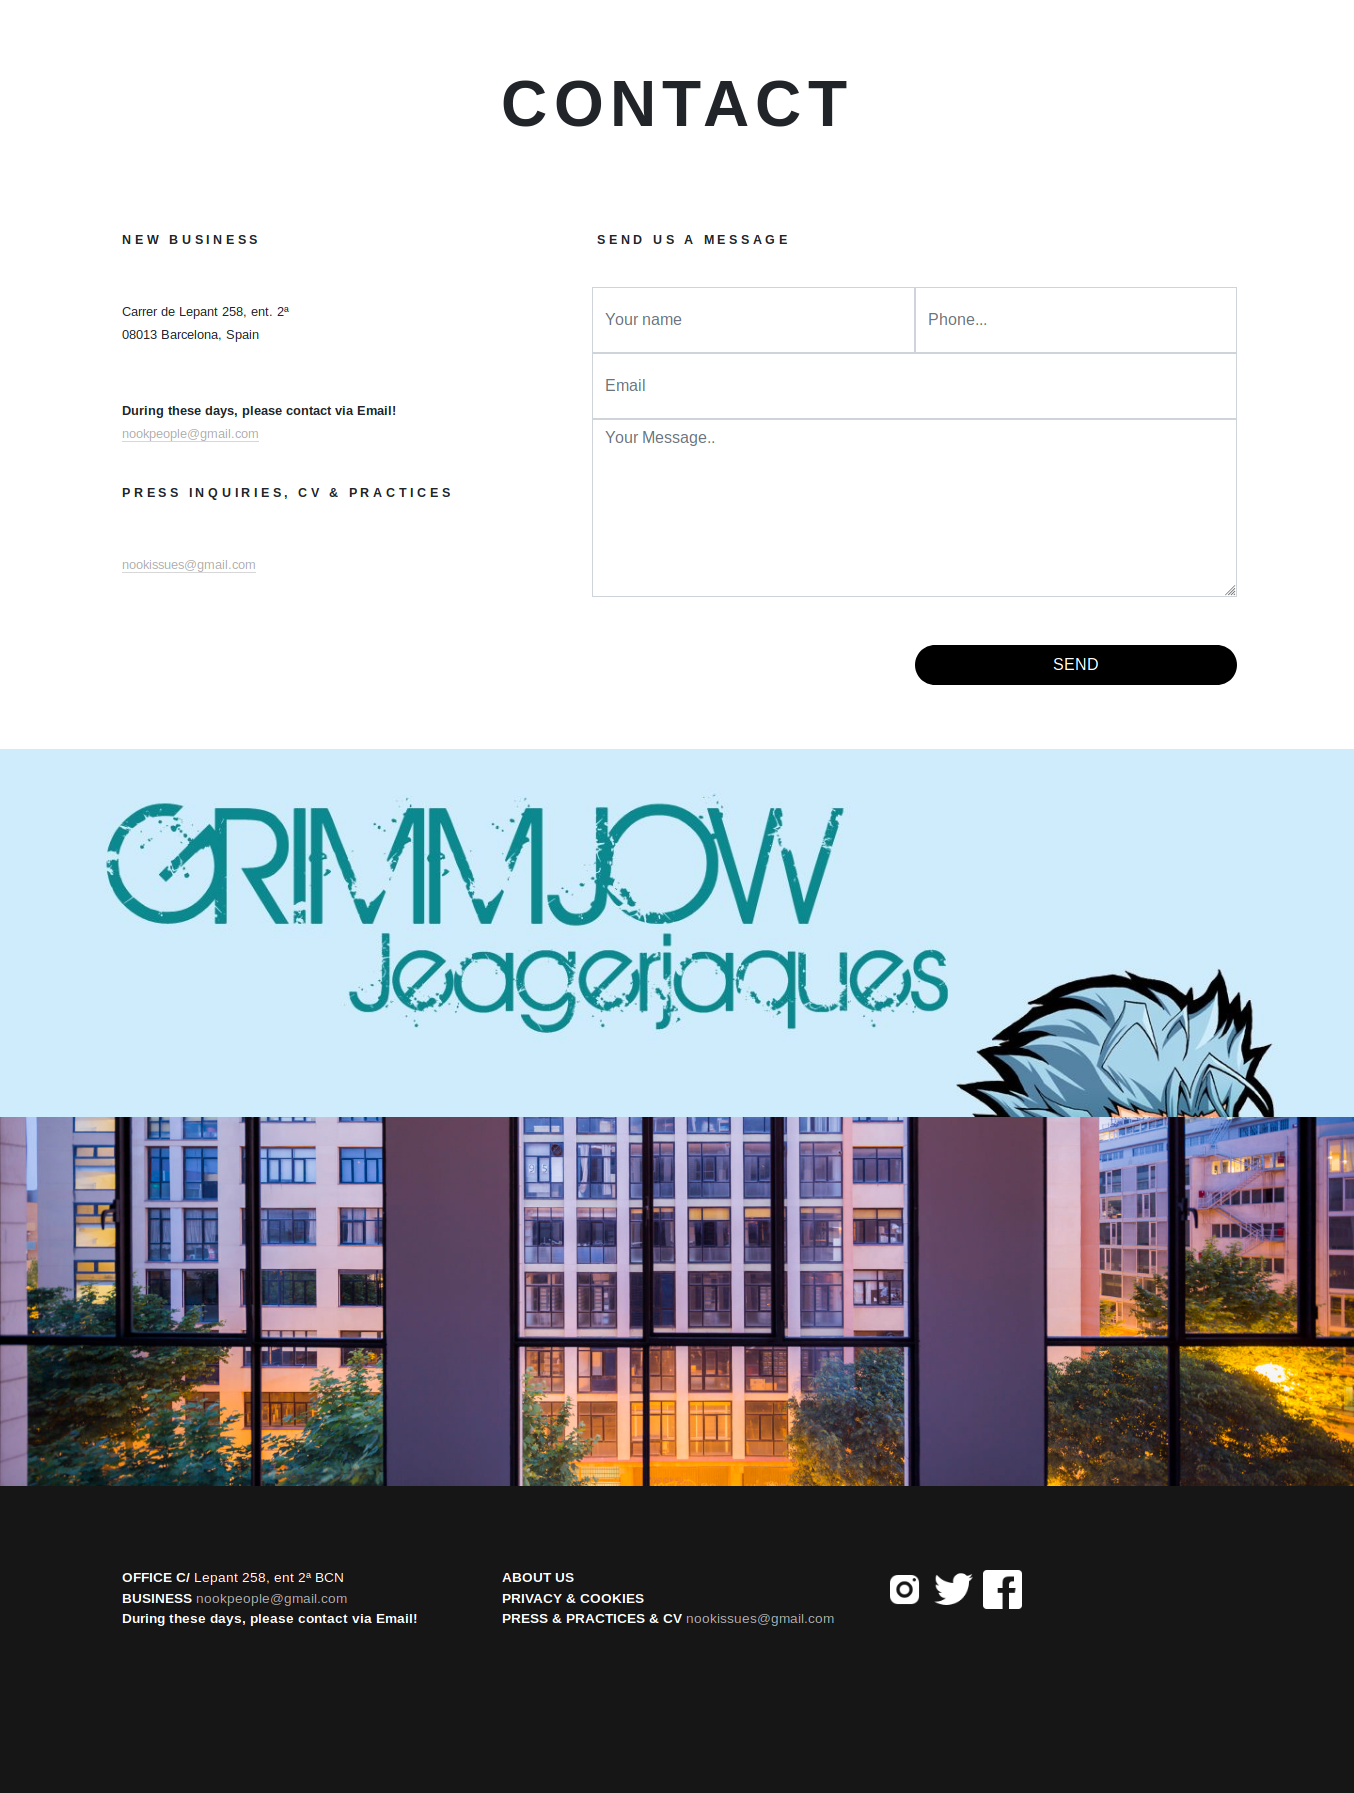 CONTACT
NEW BUSINESS
Carrer de Lepant 258, ent. 2ª
08013 Barcelona, Spain
During these days, please contact via Email!
nookpeople@gmail.com
PRESS INQUIRIES, CV & PRACTICES
nookissues@gmail.com
SEND US A MESSAGE
Your name
Phone...
Email
Your Message..
SEND
GRIMMJOW
Jeagerjaques
OFFICE C/ Lepant 258, ent 2ª BCN
BUSINESS nookpeople@gmail.com
During these days, please contact via Email!
ABOUT US
PRIVACY & COOKIES
PRESS & PRACTICES & CV nookissues@gmail.com